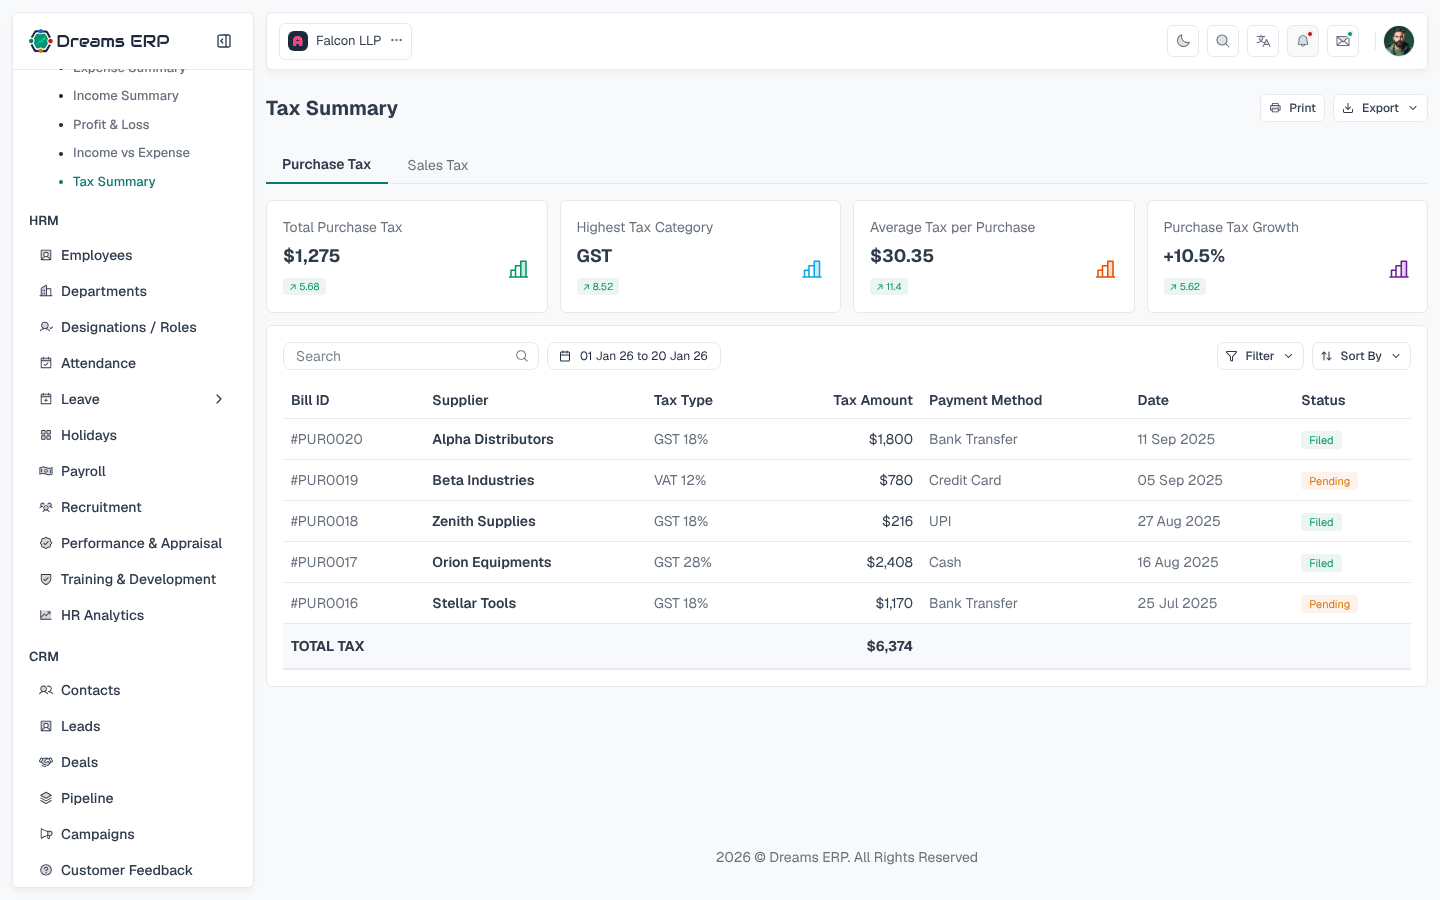 Dreams ERP
Expense Summary
Income Summary
Profit & Loss
Income vs Expense
Tax Summary
HRM
Employees
Departments
Designations / Roles
Attendance
Leave
Holidays
Payroll
Recruitment
Performance & Appraisal
Training & Development
HR Analytics
CRM
Contacts
Leads
Deals
Pipeline
Campaigns
Customer Feedback
Falcon LLP ···
Tax Summary
Print
Export
Purchase Tax Sales Tax
Total Purchase Tax
$1,275
5.68
Highest Tax Category
GST
8.52
Average Tax per Purchase
$30.35
11.4
Purchase Tax Growth
+10.5%
5.62
Search
01 Jan 26 to 20 Jan 26
Filter
Sort By
Bill ID Supplier Tax Type Tax Amount Payment Method Date Status
#PUR0020 Alpha Distributors GST 18% $1,800 Bank Transfer 11 Sep 2025 Filed
#PUR0019 Beta Industries VAT 12% $780 Credit Card 05 Sep 2025 Pending
#PUR0018 Zenith Supplies GST 18% $216 UPI 27 Aug 2025 Filed
#PUR0017 Orion Equipments GST 28% $2,408 Cash 16 Aug 2025 Filed
#PUR0016 Stellar Tools GST 18% $1,170 Bank Transfer 25 Jul 2025 Pending
TOTAL TAX $6,374
2026 © Dreams ERP. All Rights Reserved